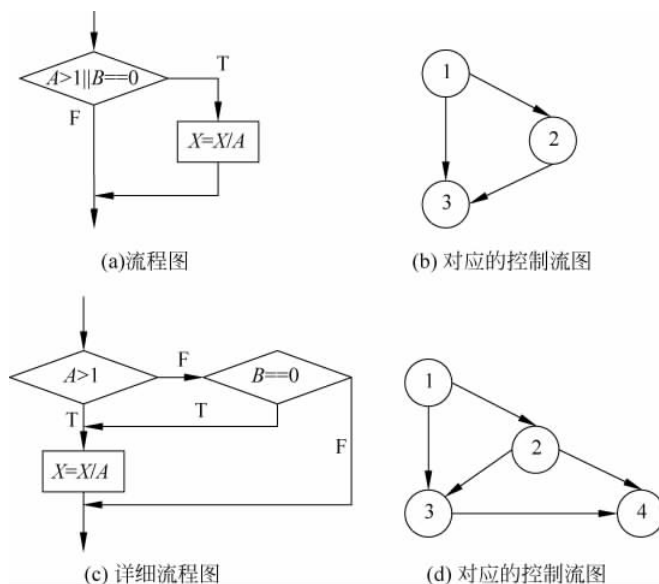 T
A>1||B==0
F
X=X/A
1
2
3
(a)流程图
(b) 对应的控制流图
F
A>1
B==0
T
T
F
X=X/A
1
2
3
4
(c) 详细流程图
(d) 对应的控制流图